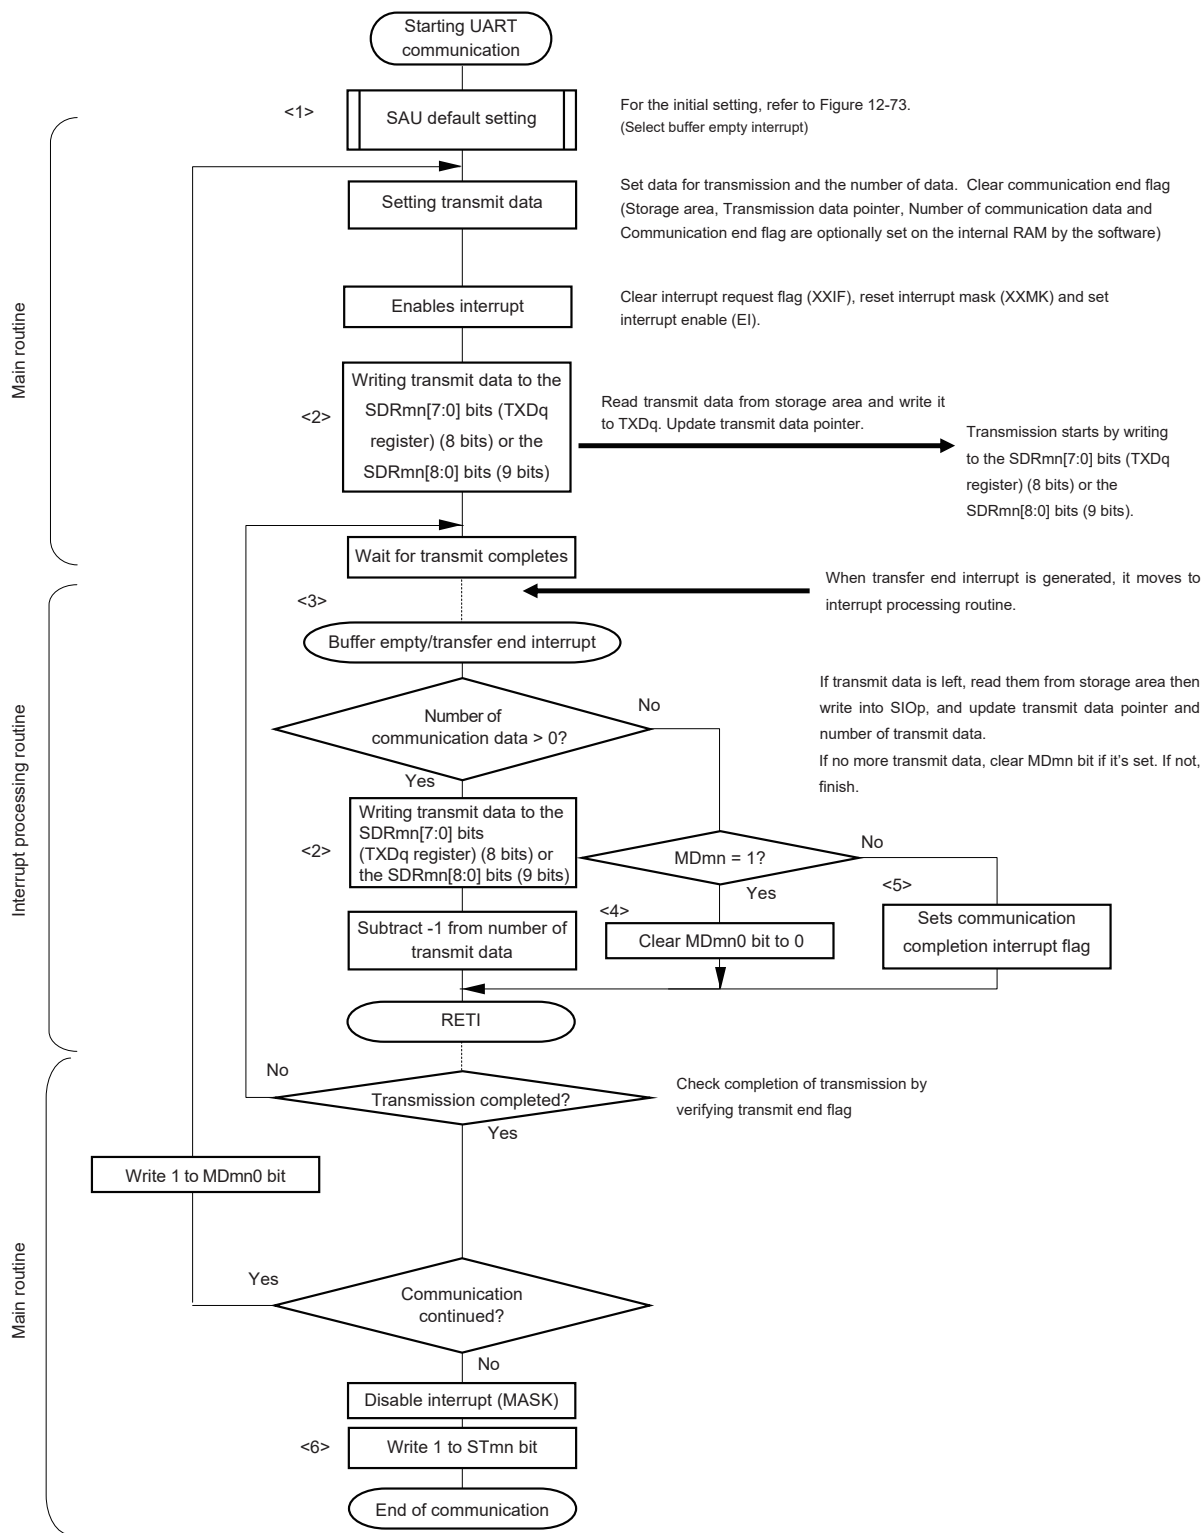 Starting UART
communication
<1>
SAU default setting
For the initial setting, refer to Figure 12-73.
(Select buffer empty interrupt)
Setting transmit data
Set data for transmission and the number of data.  Clear communication end flag
(Storage area, Transmission data pointer, Number of communication data and
Communication end flag are optionally set on the internal RAM by the software)
Enables interrupt
Clear interrupt request flag (XXIF), reset interrupt mask (XXMK) and set
interrupt enable (EI).
Main routine
<2>
Writing transmit data to the
SDRmn[7:0] bits (TXDq
register) (8 bits) or the
SDRmn[8:0] bits (9 bits)
Read transmit data from storage area and write it
to TXDq. Update transmit data pointer.
Transmission starts by writing
to the SDRmn[7:0] bits (TXDq
register) (8 bits) or the
SDRmn[8:0] bits (9 bits).
Wait for transmit completes
When transfer end interrupt is generated, it moves to
interrupt processing routine.
<3>
Buffer empty/transfer end interrupt
Number of
communication data > 0?
No
Yes
If transmit data is left, read them from storage area then
write into SIOp, and update transmit data pointer and
number of transmit data.
If no more transmit data, clear MDmn bit if it's set. If not,
finish.
Interrupt processing routine
<2>
Writing transmit data to the
SDRmn[7:0] bits
(TXDq register) (8 bits) or
the SDRmn[8:0] bits (9 bits)
MDmn = 1?
No
Yes
<4>
<5>
Subtract -1 from number of
transmit data
Clear MDmn0 bit to 0
Sets communication
completion interrupt flag
RETI
No
Transmission completed?
Yes
Check completion of transmission by
verifying transmit end flag
Write 1 to MDmn0 bit
Main routine
Yes
Communication
continued?
No
Disable interrupt (MASK)
<6>
Write 1 to STmn bit
End of communication